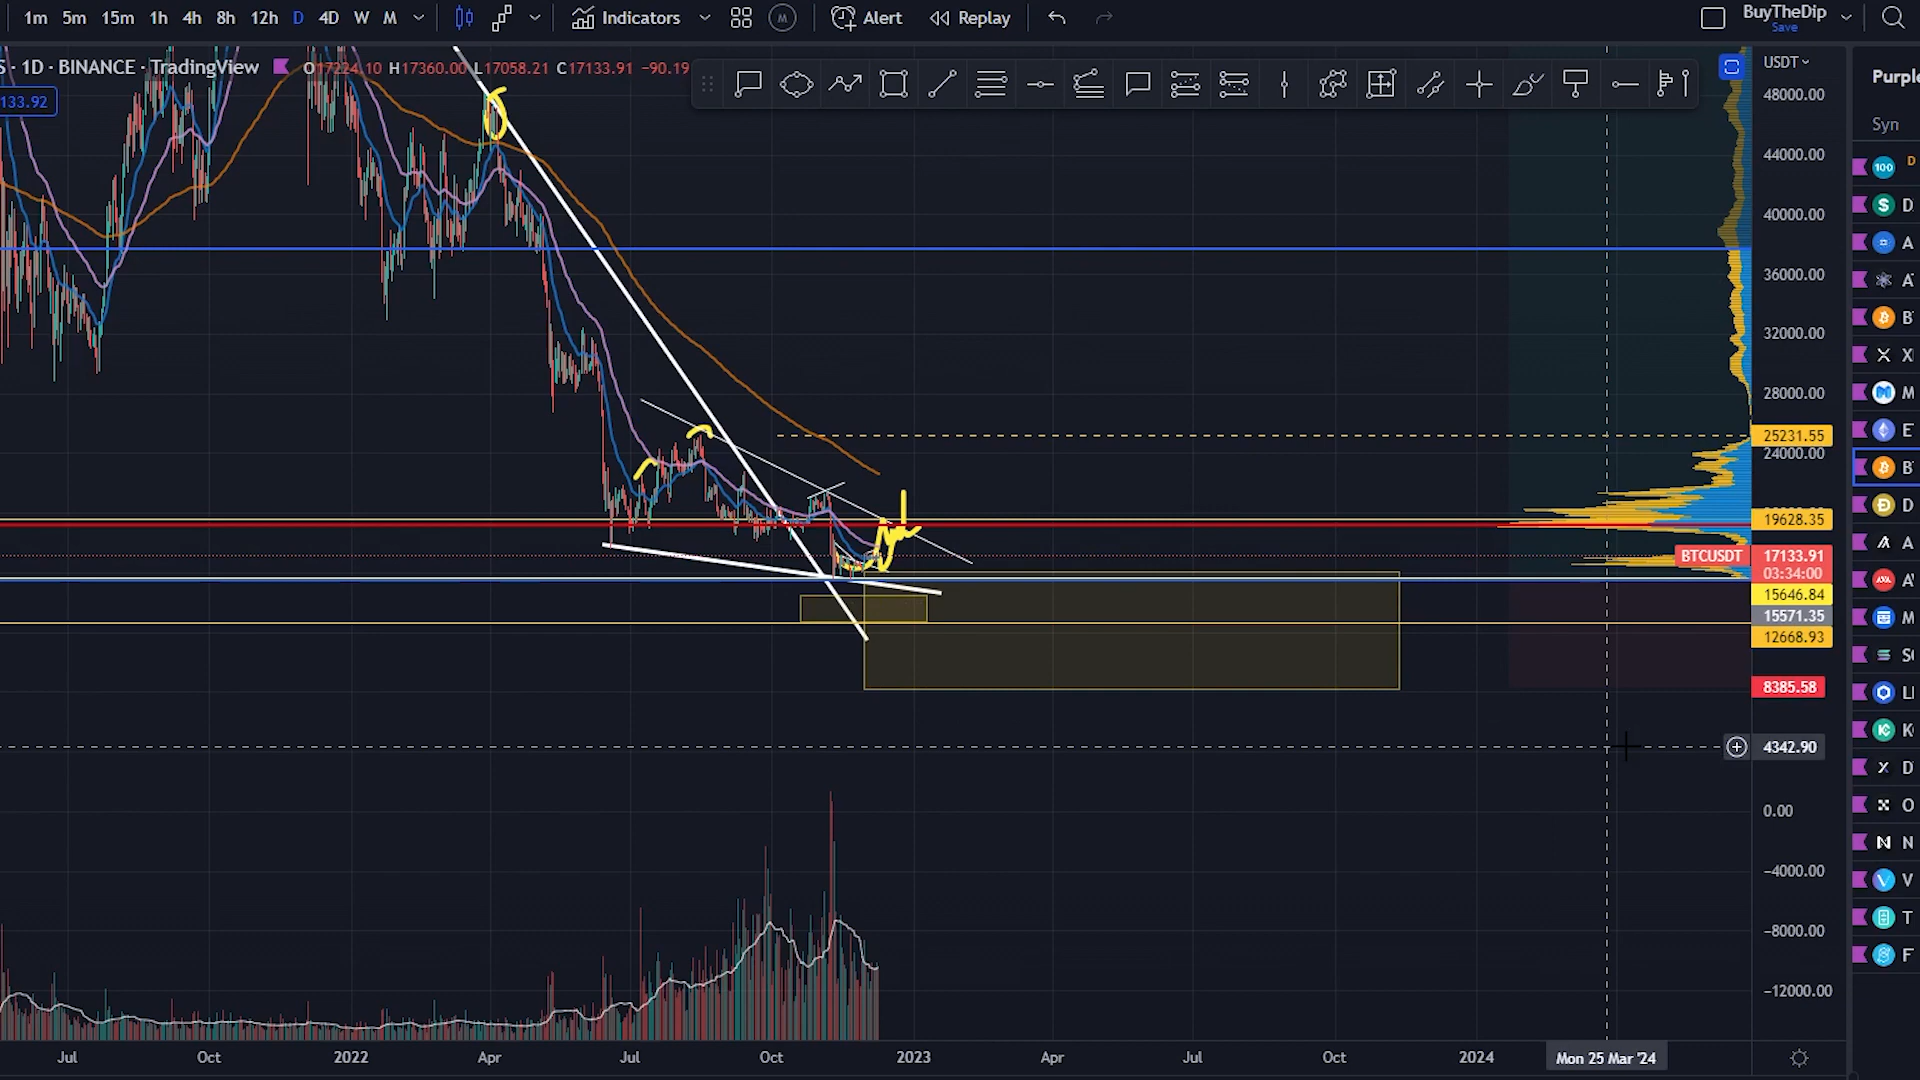 1m 5m 15m 1h 4h 8h 12h D 4D W M Indicators M Alert Replay BuyTheDip
Save
S · 1D · BINANCE · TradingView O17224.10 H17360.00 L17058.21 C17133.91 −90.19
133.92
USDT
Purple
Syn
48000.00
44000.00
40000.00
36000.00
32000.00
28000.00
25231.55
24000.00
19628.35
BTCUSDT 17133.91
03:34:00
15646.84
15571.35
12668.93
8385.58
4342.90
0.00
−4000.00
−8000.00
−12000.00
100 D
D
A
A
B
X
M
E
B
D
A
A
M
S
L
K
D
O
N
V
T
F
Jul Oct 2022 Apr Jul Oct 2023 Apr Jul Oct 2024 Mon 25 Mar '24